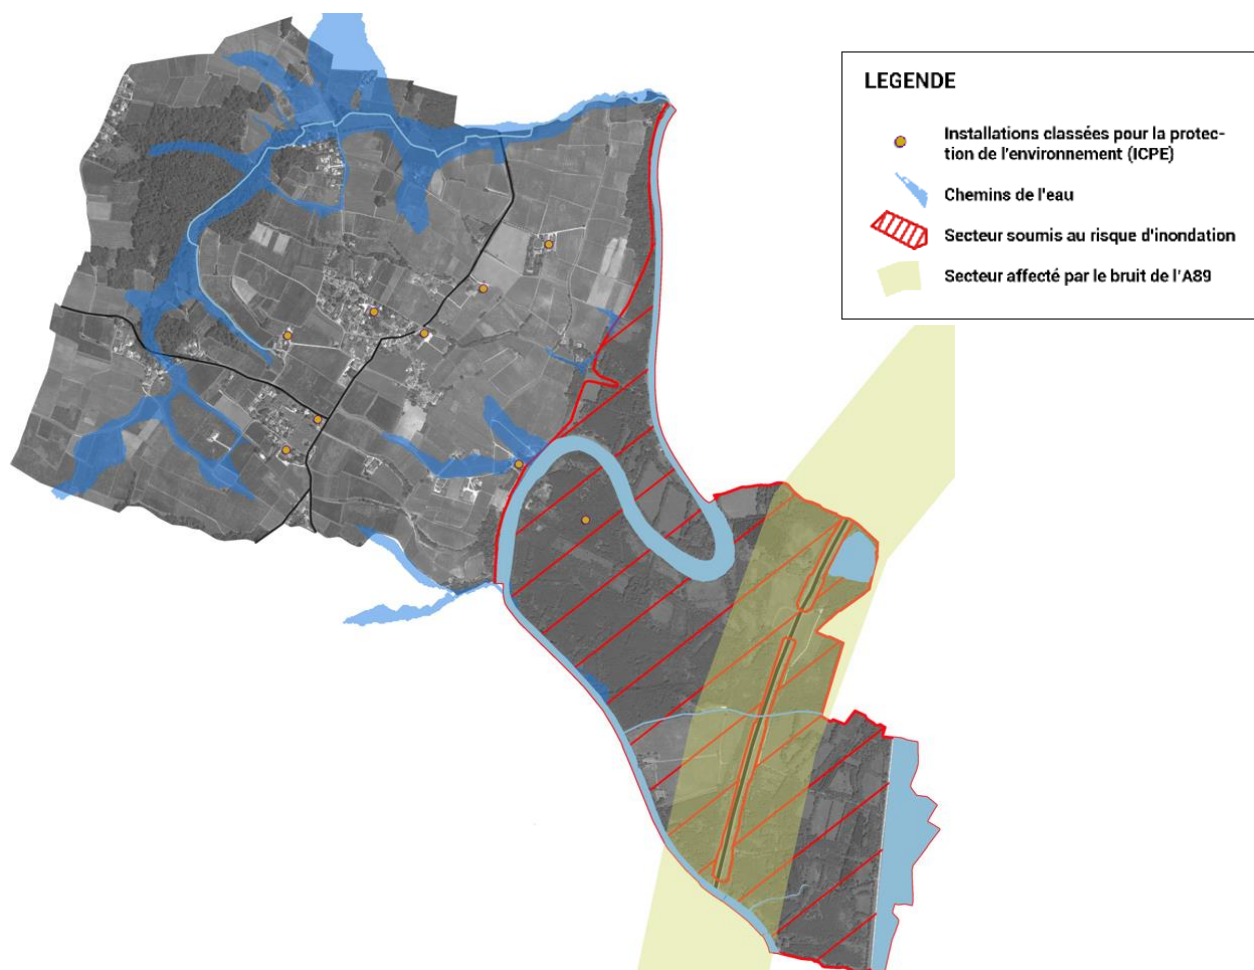 LEGENDE
Installations classées pour la protec-
tion de l'environnement (ICPE)
Chemins de l'eau
Secteur soumis au risque d'inondation
Secteur affecté par le bruit de l'A89